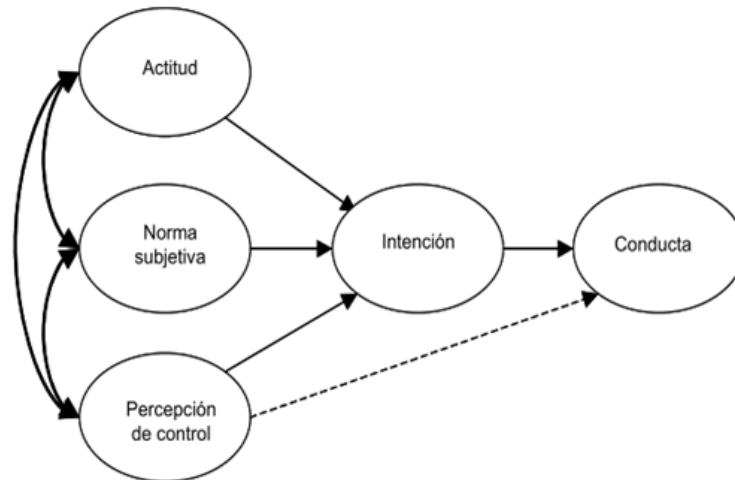 Actitud
Norma
subjetiva
Intención
Conducta
Percepción
de control